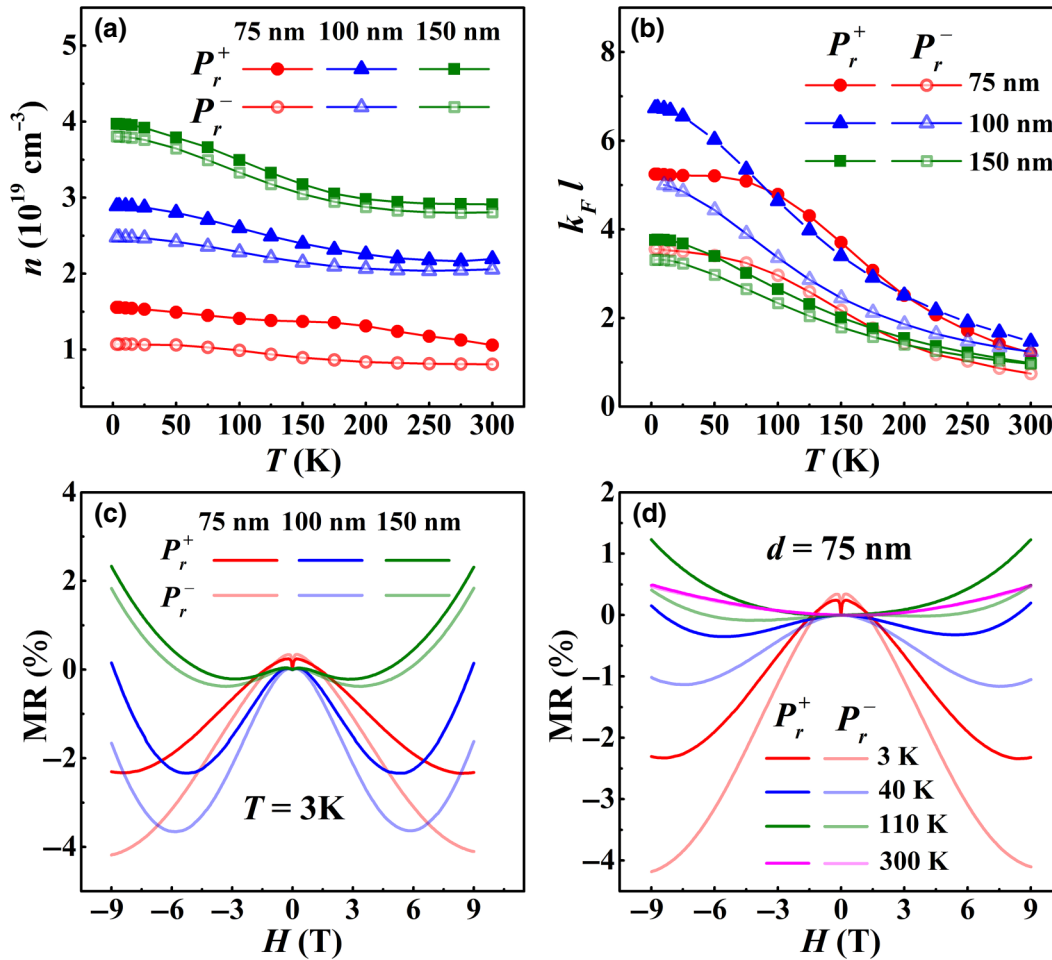 (a) 75 nm 100 nm 150 nm
P_r^+
P_r^-
5
4
3
2
1
n (10^19 cm^−3)
0 50 100 150 200 250 300
T (K)
(b) P_r^+ P_r^-
75 nm
100 nm
150 nm
8
6
4
2
0
k_F l
0 50 100 150 200 250 300
T (K)
(c) 75 nm 100 nm 150 nm
P_r^+
P_r^-
4
2
0
−2
−4
MR (%)
T = 3K
−9 −6 −3 0 3 6 9
H (T)
(d)
d = 75 nm
2
1
0
−1
−2
−3
−4
MR (%)
P_r^+ P_r^-
3 K
40 K
110 K
300 K
−9 −6 −3 0 3 6 9
H (T)